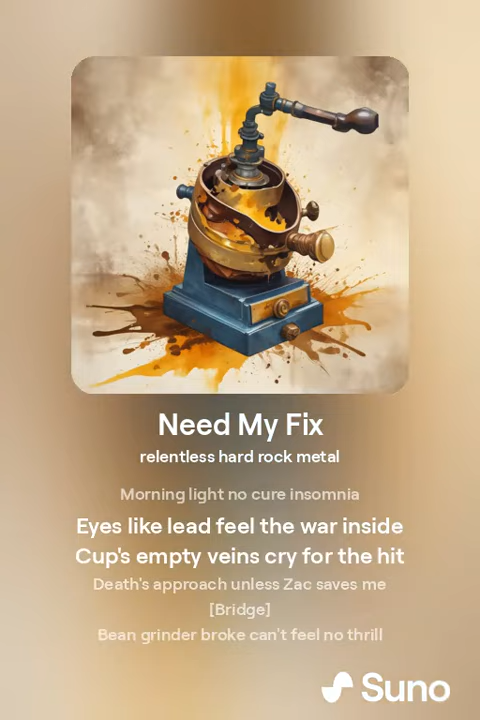 Need My Fix
relentless hard rock metal
Morning light no cure insomnia
Eyes like lead feel the war inside
Cup's empty veins cry for the hit
Death's approach unless Zac saves me
[Bridge]
Bean grinder broke can't feel no thrill
Suno